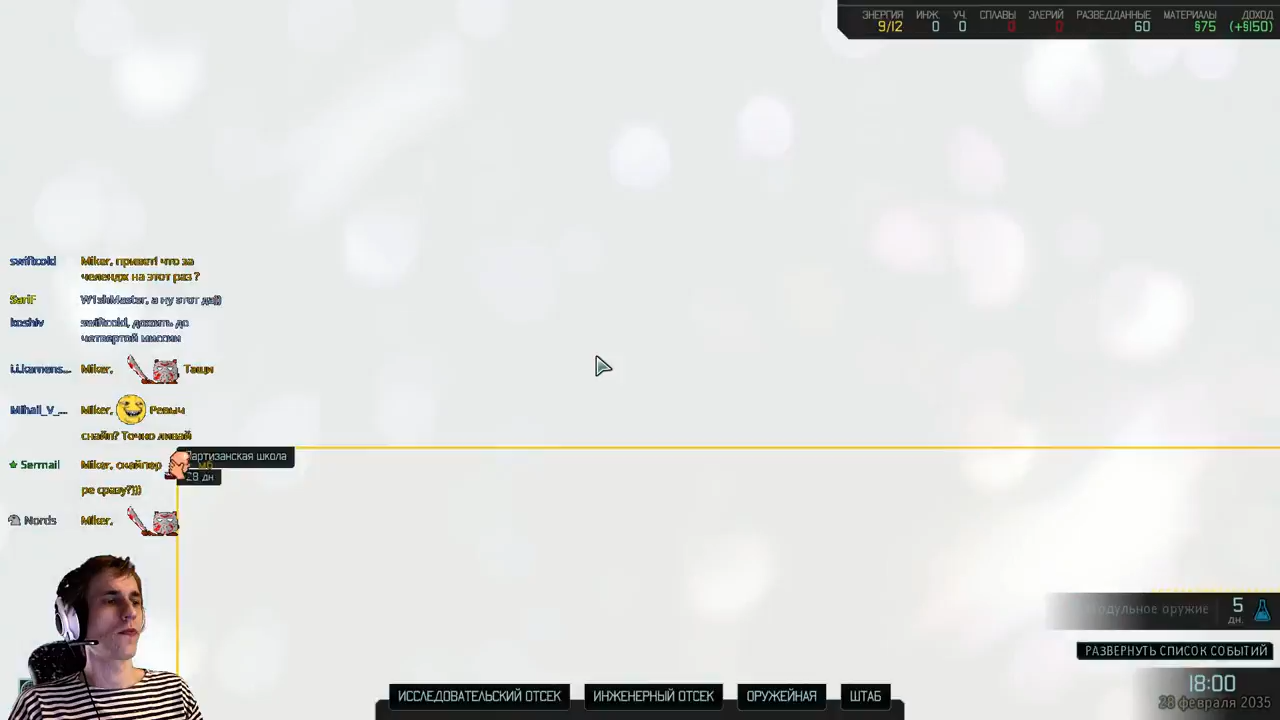 ЭНЕРГИЯ ИНЖ. УЧ. СПЛАВЫ ЭЛЕРИЙ РАЗВЕДДАННЫЕ МАТЕРИАЛЫ ДОХОД
9/12 0 0 0 0 60 §75 (+§150)
swiftcold Miker, привет! что за
челендж на этот раз ?
SariF W1shMaster, а ну этот да))
koshiv swiftcold, дожить до
четвертой миссии
i.i.kamens... Miker, Тащи
Mihail_V_... Miker, Ревыч
снайп? Точно ливай
Партизанская школа
28 дн
Sermail Miker, снайпер
ре сразу?)))
Nords Miker,
Модульное оружие 5
дн.
РАЗВЕРНУТЬ СПИСОК СОБЫТИЙ
18:00
28 февраля 2035
ИССЛЕДОВАТЕЛЬСКИЙ ОТСЕК ИНЖЕНЕРНЫЙ ОТСЕК ОРУЖЕЙНАЯ ШТАБ